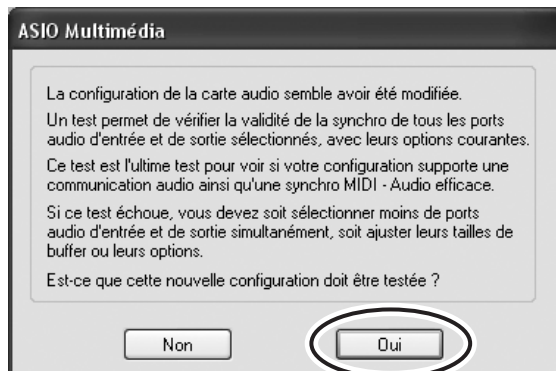 ASIO Multimédia
La configuration de la carte audio semble avoir été modifiée.
Un test permet de vérifier la validité de la synchro de tous les ports
audio d'entrée et de sortie sélectionnés, avec leurs options courantes.
Ce test est l'ultime test pour voir si votre configuration supporte une
communication audio ainsi qu'une synchro MIDI - Audio efficace.
Si ce test échoue, vous devez soit sélectionner moins de ports
audio d'entrée et de sortie simultanément, soit ajuster leurs tailles de
buffer ou leurs options.
Est-ce que cette nouvelle configuration doit être testée ?
Non Oui